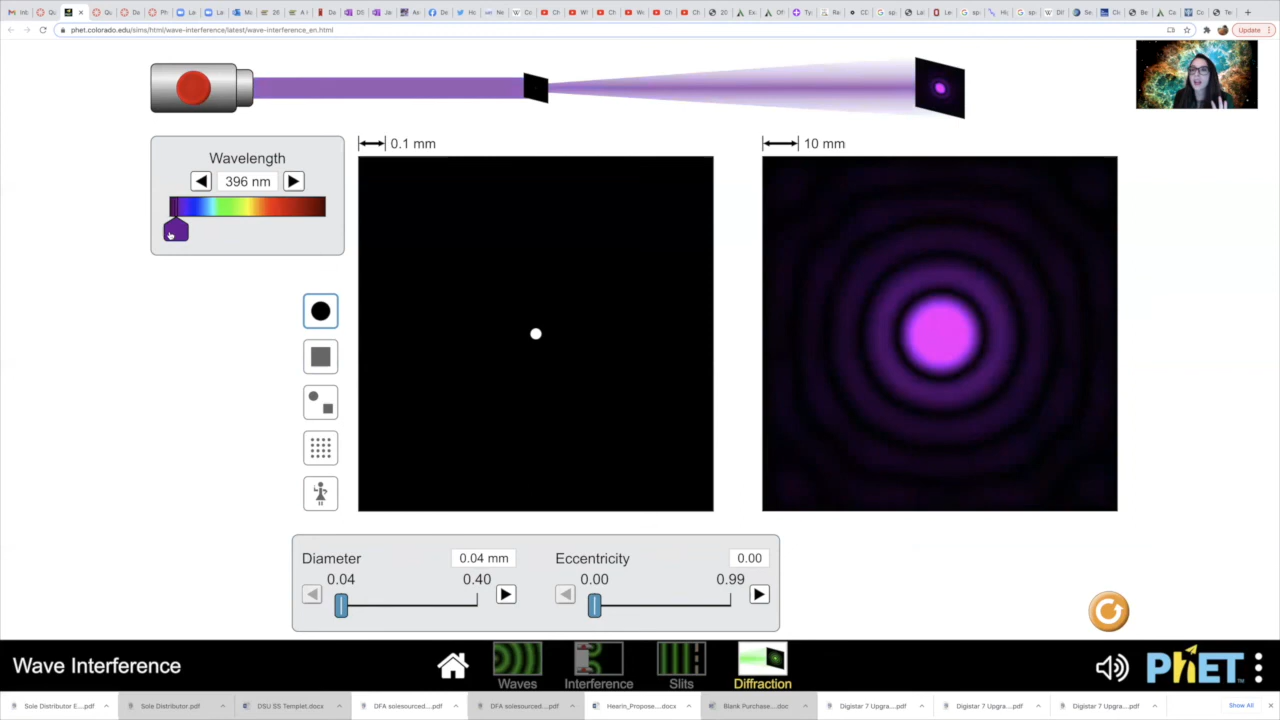 phet.colorado.edu/sims/html/wave-interference/latest/wave-interference_en.html
Update
0.1 mm
10 mm
Wavelength
396 nm
Diameter
0.04 mm
0.04
0.40
Eccentricity
0.00
0.00
0.99
Wave Interference
Waves
Interference
Slits
Diffraction
PhET
Sole Distributor E....pdf
Sole Distributor.pdf
DSU SS Templet.docx
DFA solesourced....pdf
DFA solesourced....pdf
Hearin_Propose....docx
Blank Purchase....doc
Digistar 7 Upgra....pdf
Digistar 7 Upgra....pdf
Digistar 7 Upgra....pdf
Show All